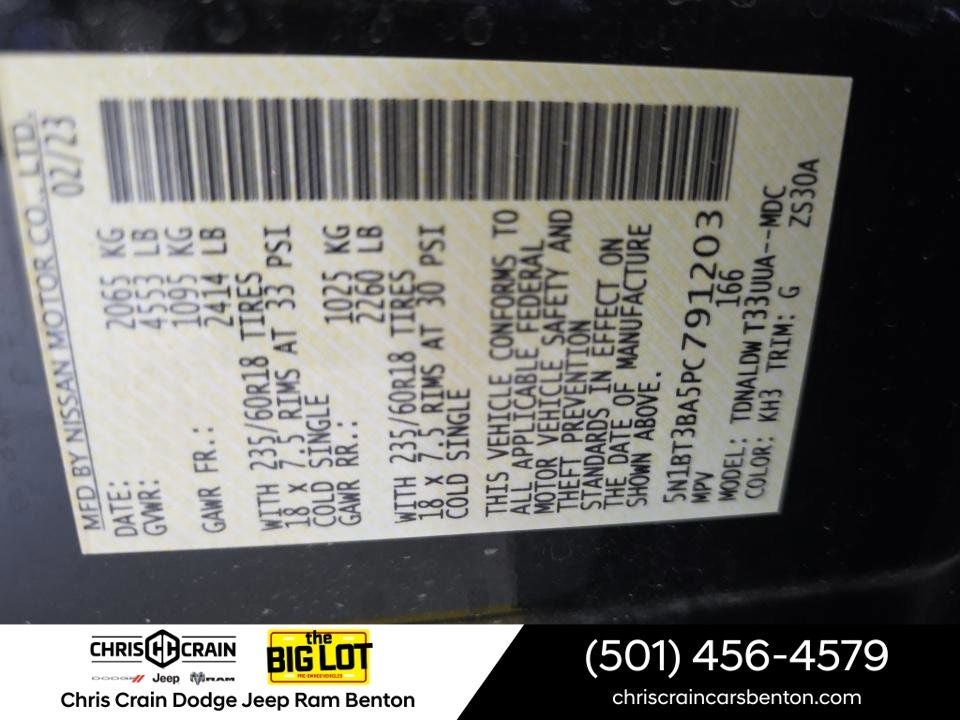 MFD BY NISSAN MOTOR CO., LTD.
DATE: 02/23
GVWR: 2065 KG
4553 LB
GAWR FR.: 1095 KG
2414 LB
WITH 235/60R18 TIRES
18 x 7.5 RIMS AT 33 PSI
COLD SINGLE
GAWR RR.: 1025 KG
2260 LB
WITH 235/60R18 TIRES
18 x 7.5 RIMS AT 30 PSI
COLD SINGLE
THIS VEHICLE CONFORMS TO
ALL APPLICABLE FEDERAL
MOTOR VEHICLE SAFETY AND
THEFT PREVENTION
STANDARDS IN EFFECT ON
THE DATE OF MANUFACTURE
SHOWN ABOVE.
5N1BT3BA5PC791203
MPV 166
MODEL: TDNALDW T33UUA--MDC
COLOR: KH3 TRIM: G ZS30A
CHRIS CRAIN
DODGE Jeep RAM
the
BIG LOT
PRE-OWNED VEHICLES
Chris Crain Dodge Jeep Ram Benton
(501) 456-4579
chriscraincarsbenton.com